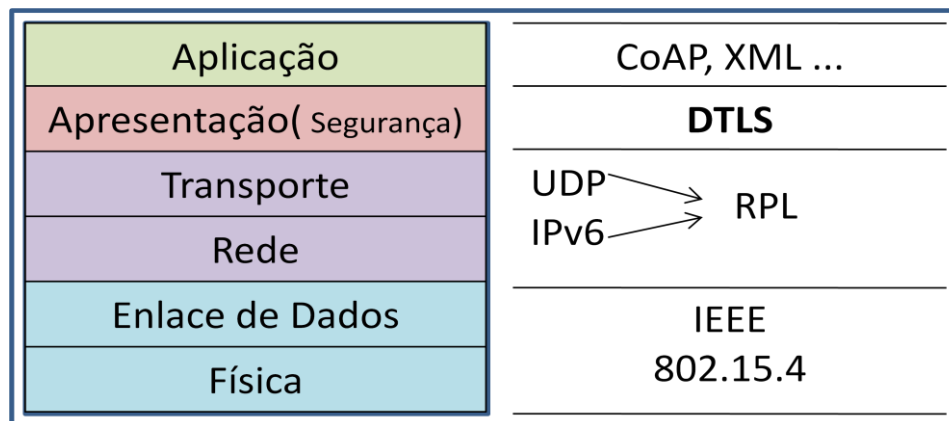 Aplicação
CoAP, XML ...
Apresentação( Segurança)
DTLS
Transporte
UDP
RPL
IPv6
Rede
Enlace de Dados
IEEE
802.15.4
Física